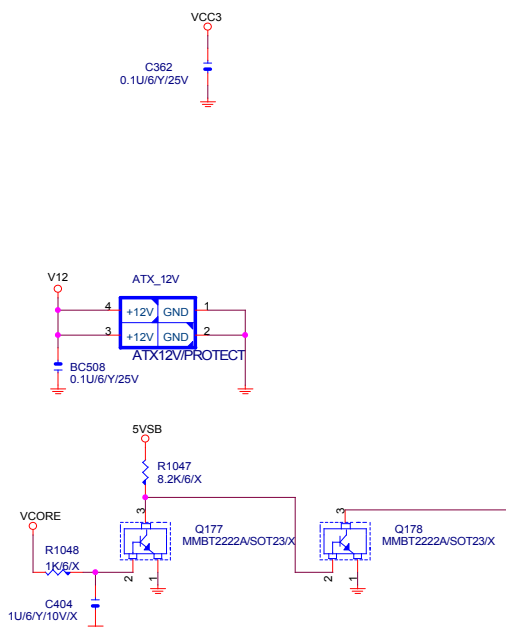 VCC3
C362
0.1U/6/Y/25V
V12
ATX_12V
4 +12V GND 1
3 +12V GND 2
ATX12V/PROTECT
BC508
0.1U/6/Y/25V
5VSB
R1047
8.2K/6/X
VCORE
3
Q177
MMBT2222A/SOT23/X
3
Q178
MMBT2222A/SOT23/X
R1048
1K/6/X
2
1
2
1
C404
1U/6/Y/10V/X